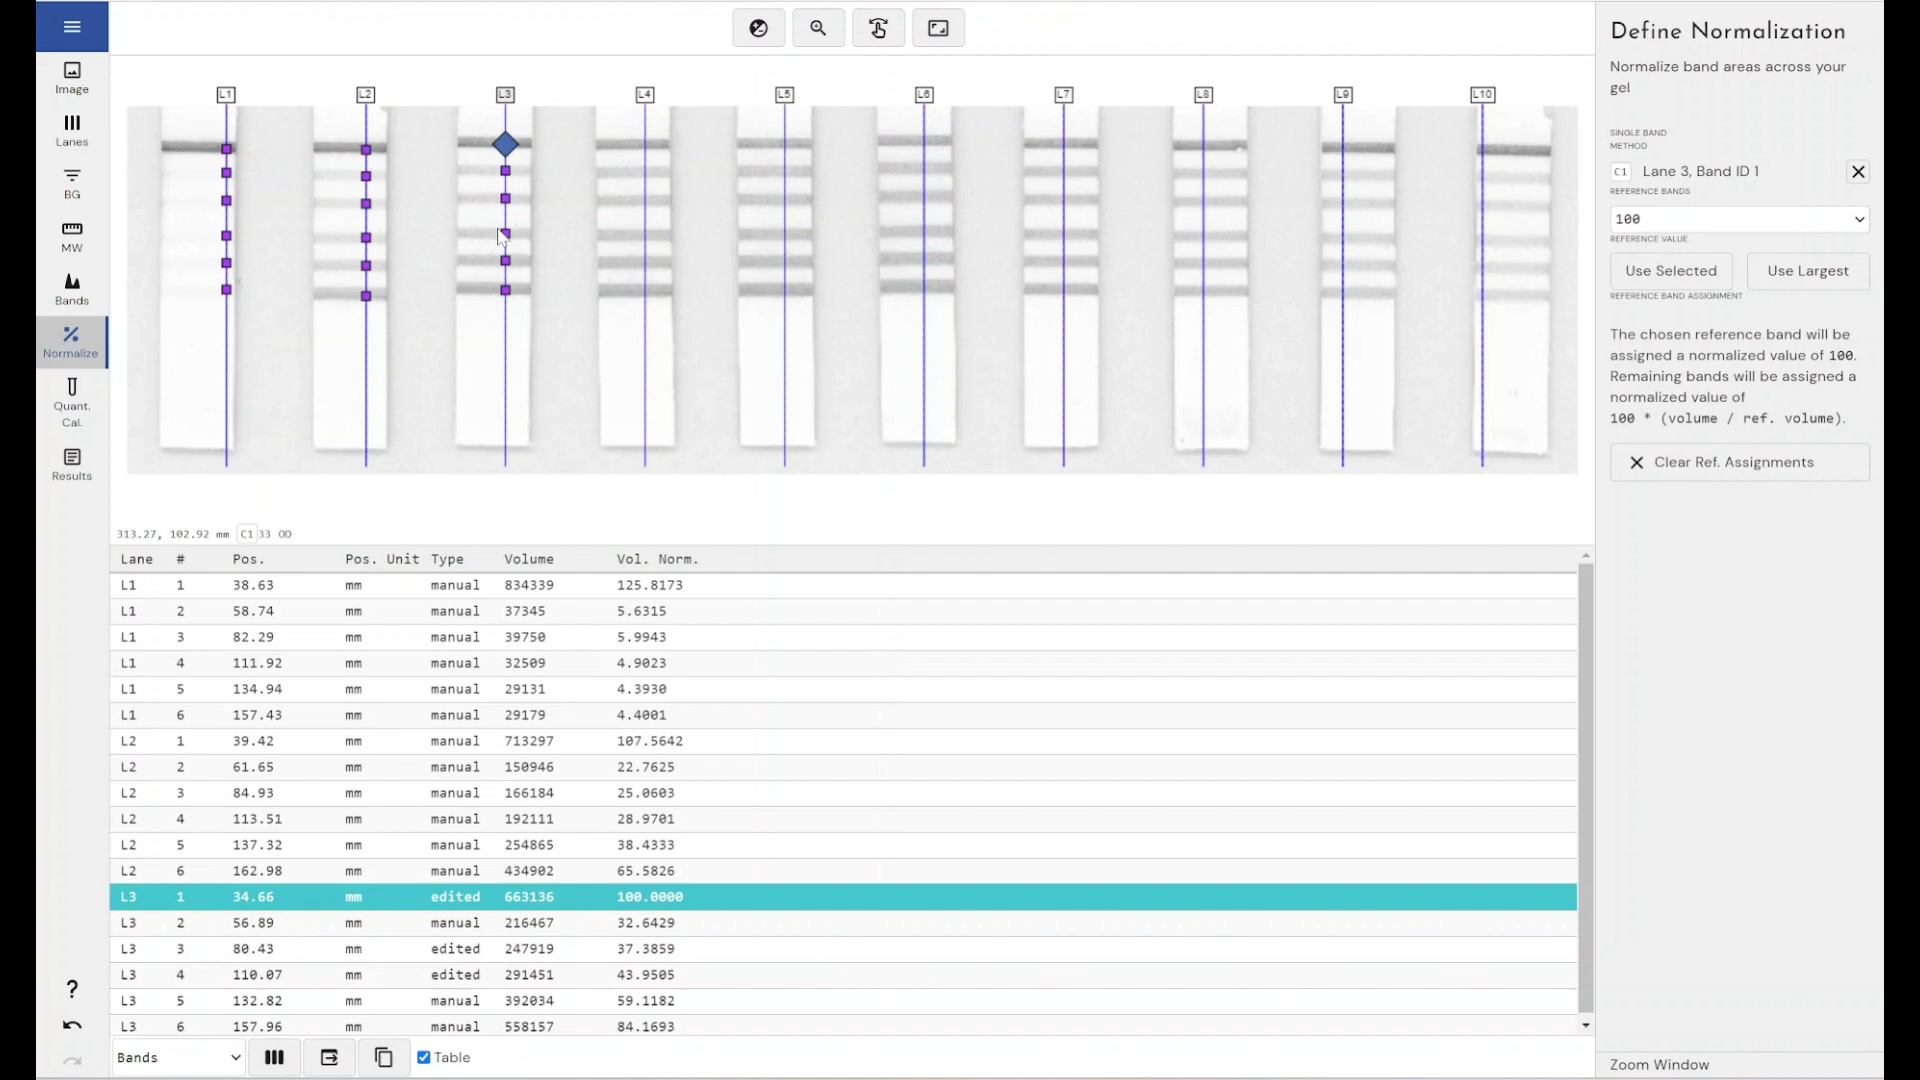 Image
Lanes
BG
MW
Bands
Normalize
Quant.
Cal.
Results
?
L1 L2 L3 L4 L5 L6 L7 L8 L9 L10
313.27, 102.92 mm C1 33 OD
Lane # Pos. Pos. Unit Type Volume Vol. Norm.
L1 1 38.63 mm manual 834339 125.8173
L1 2 58.74 mm manual 37345 5.6315
L1 3 82.29 mm manual 39750 5.9943
L1 4 111.92 mm manual 32509 4.9023
L1 5 134.94 mm manual 29131 4.3930
L1 6 157.43 mm manual 29179 4.4001
L2 1 39.42 mm manual 713297 107.5642
L2 2 61.65 mm manual 150946 22.7625
L2 3 84.93 mm manual 166184 25.0603
L2 4 113.51 mm manual 192111 28.9701
L2 5 137.32 mm manual 254865 38.4333
L2 6 162.98 mm manual 434902 65.5826
L3 1 34.66 mm edited 663136 100.0000
L3 2 56.89 mm manual 216467 32.6429
L3 3 80.43 mm edited 247919 37.3859
L3 4 110.07 mm edited 291451 43.9505
L3 5 132.82 mm manual 392034 59.1182
L3 6 157.96 mm manual 558157 84.1693
Bands Table
Define Normalization
Normalize band areas across your
gel
SINGLE BAND
METHOD
C1 Lane 3, Band ID 1
REFERENCE BANDS
100
REFERENCE VALUE
Use Selected Use Largest
REFERENCE BAND ASSIGNMENT
The chosen reference band will be
assigned a normalized value of 100.
Remaining bands will be assigned a
normalized value of
100 * (volume / ref. volume).
Clear Ref. Assignments
Zoom Window